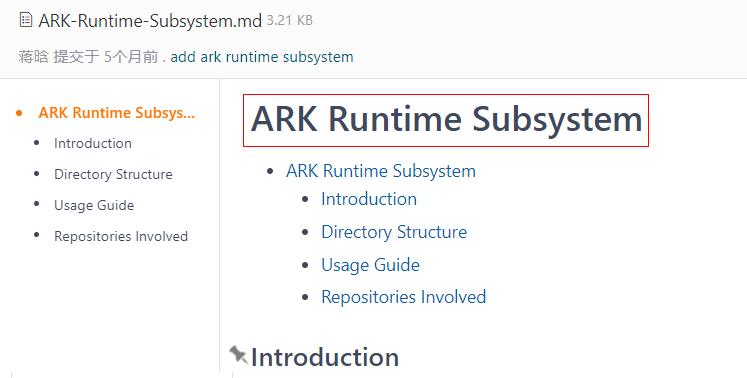 ARK-Runtime-Subsystem.md 3.21 KB
蒋晗 提交于 5个月前 . add ark runtime subsystem
ARK Runtime Subsys...
Introduction
Directory Structure
Usage Guide
Repositories Involved
ARK Runtime Subsystem
ARK Runtime Subsystem
Introduction
Directory Structure
Usage Guide
Repositories Involved
Introduction